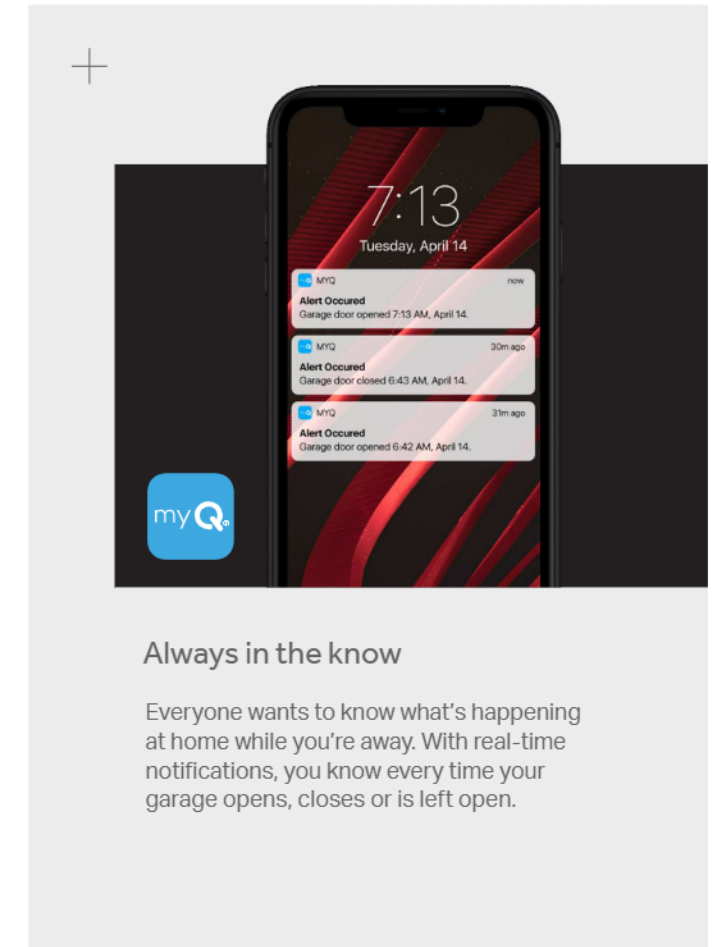 7:13
Tuesday, April 14
MYQ now
Alert Occured
Garage door opened 7:13 AM, April 14.
MYQ 30m ago
Alert Occured
Garage door closed 6:43 AM, April 14.
MYQ 31m ago
Alert Occured
Garage door opened 6:42 AM, April 14.
myQ
Always in the know
Everyone wants to know what's happening
at home while you're away. With real-time
notifications, you know every time your
garage opens, closes or is left open.